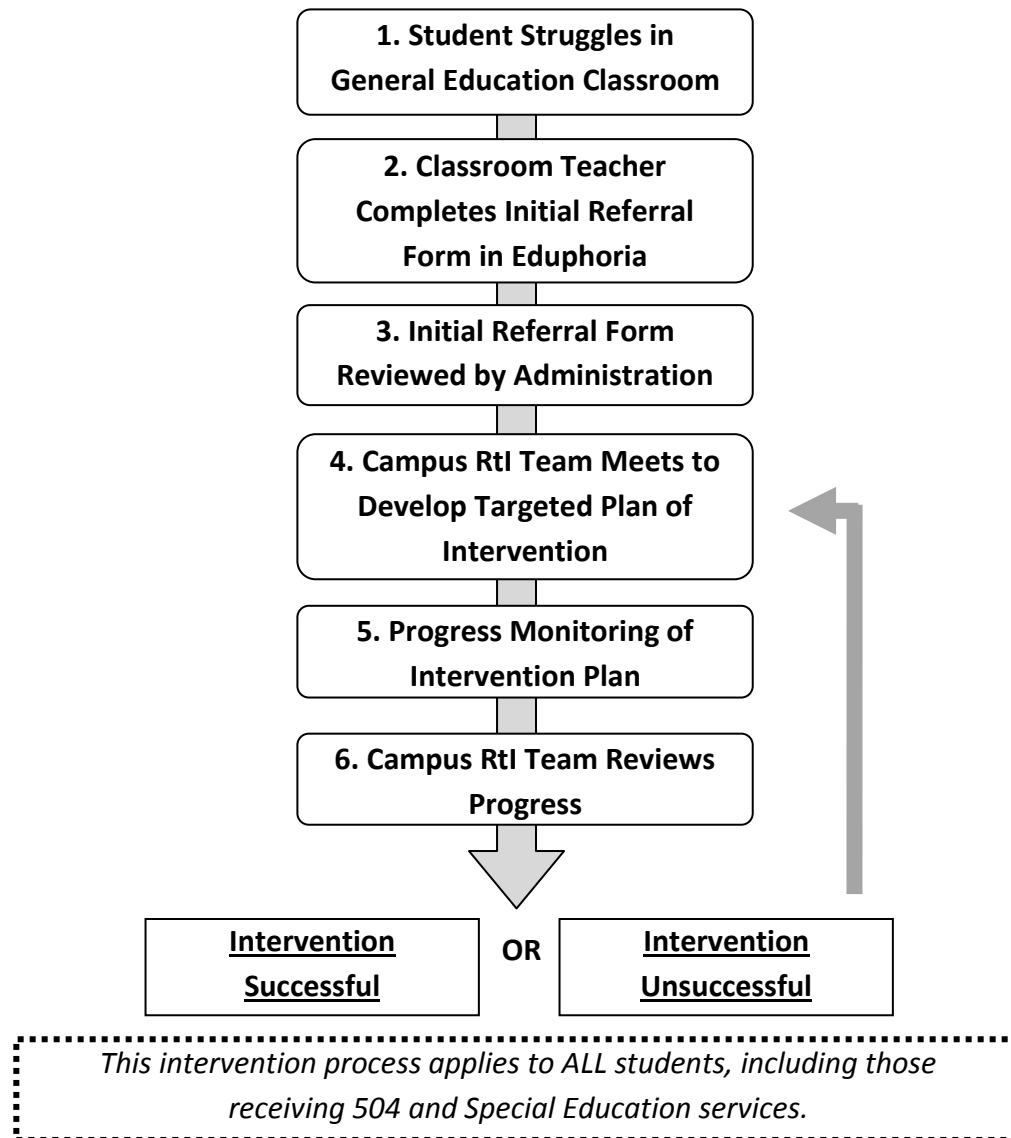 1. Student Struggles in
General Education Classroom
2. Classroom Teacher
Completes Initial Referral
Form in Eduphoria
3. Initial Referral Form
Reviewed by Administration
4. Campus RtI Team Meets to
Develop Targeted Plan of
Intervention
5. Progress Monitoring of
Intervention Plan
6. Campus RtI Team Reviews
Progress
Intervention
Successful
OR
Intervention
Unsuccessful
This intervention process applies to ALL students, including those
receiving 504 and Special Education services.